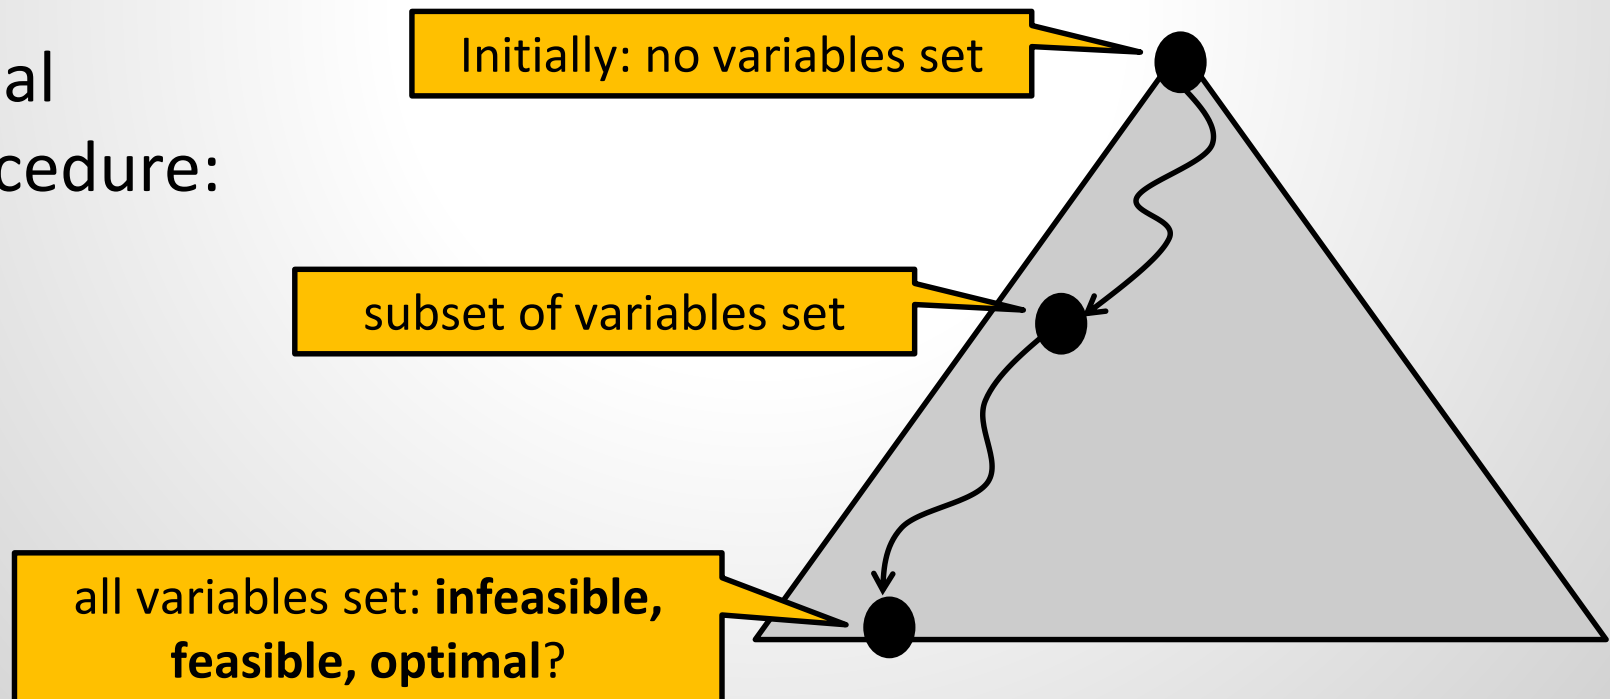 Initially: no variables set
al
cedure:
subset of variables set
all variables set: infeasible,
feasible, optimal?